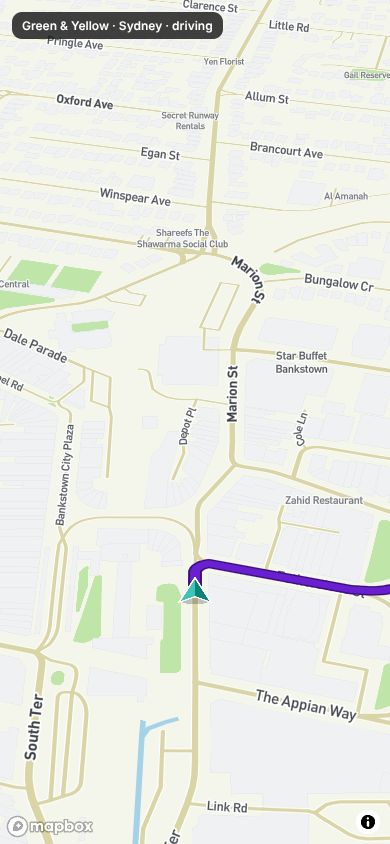 Clarence St
Green & Yellow · Sydney · driving
Little Rd
Pringle Ave
Yen Florist
Gail Reserve
Oxford Ave
Allum St
Secret Runway
Rentals
Egan St
Brancourt Ave
Winspear Ave
Al Amanah
Shareefs The
Shawarma Social Club
Marion St
Central
Bungalow Cr
Dale Parade
Star Buffet
Bankstown
Marion St
Depot Pl
Cole Ln
Bankstown City Plaza
Zahid Restaurant
South Ter
The Appian Way
Link Rd
mapbox